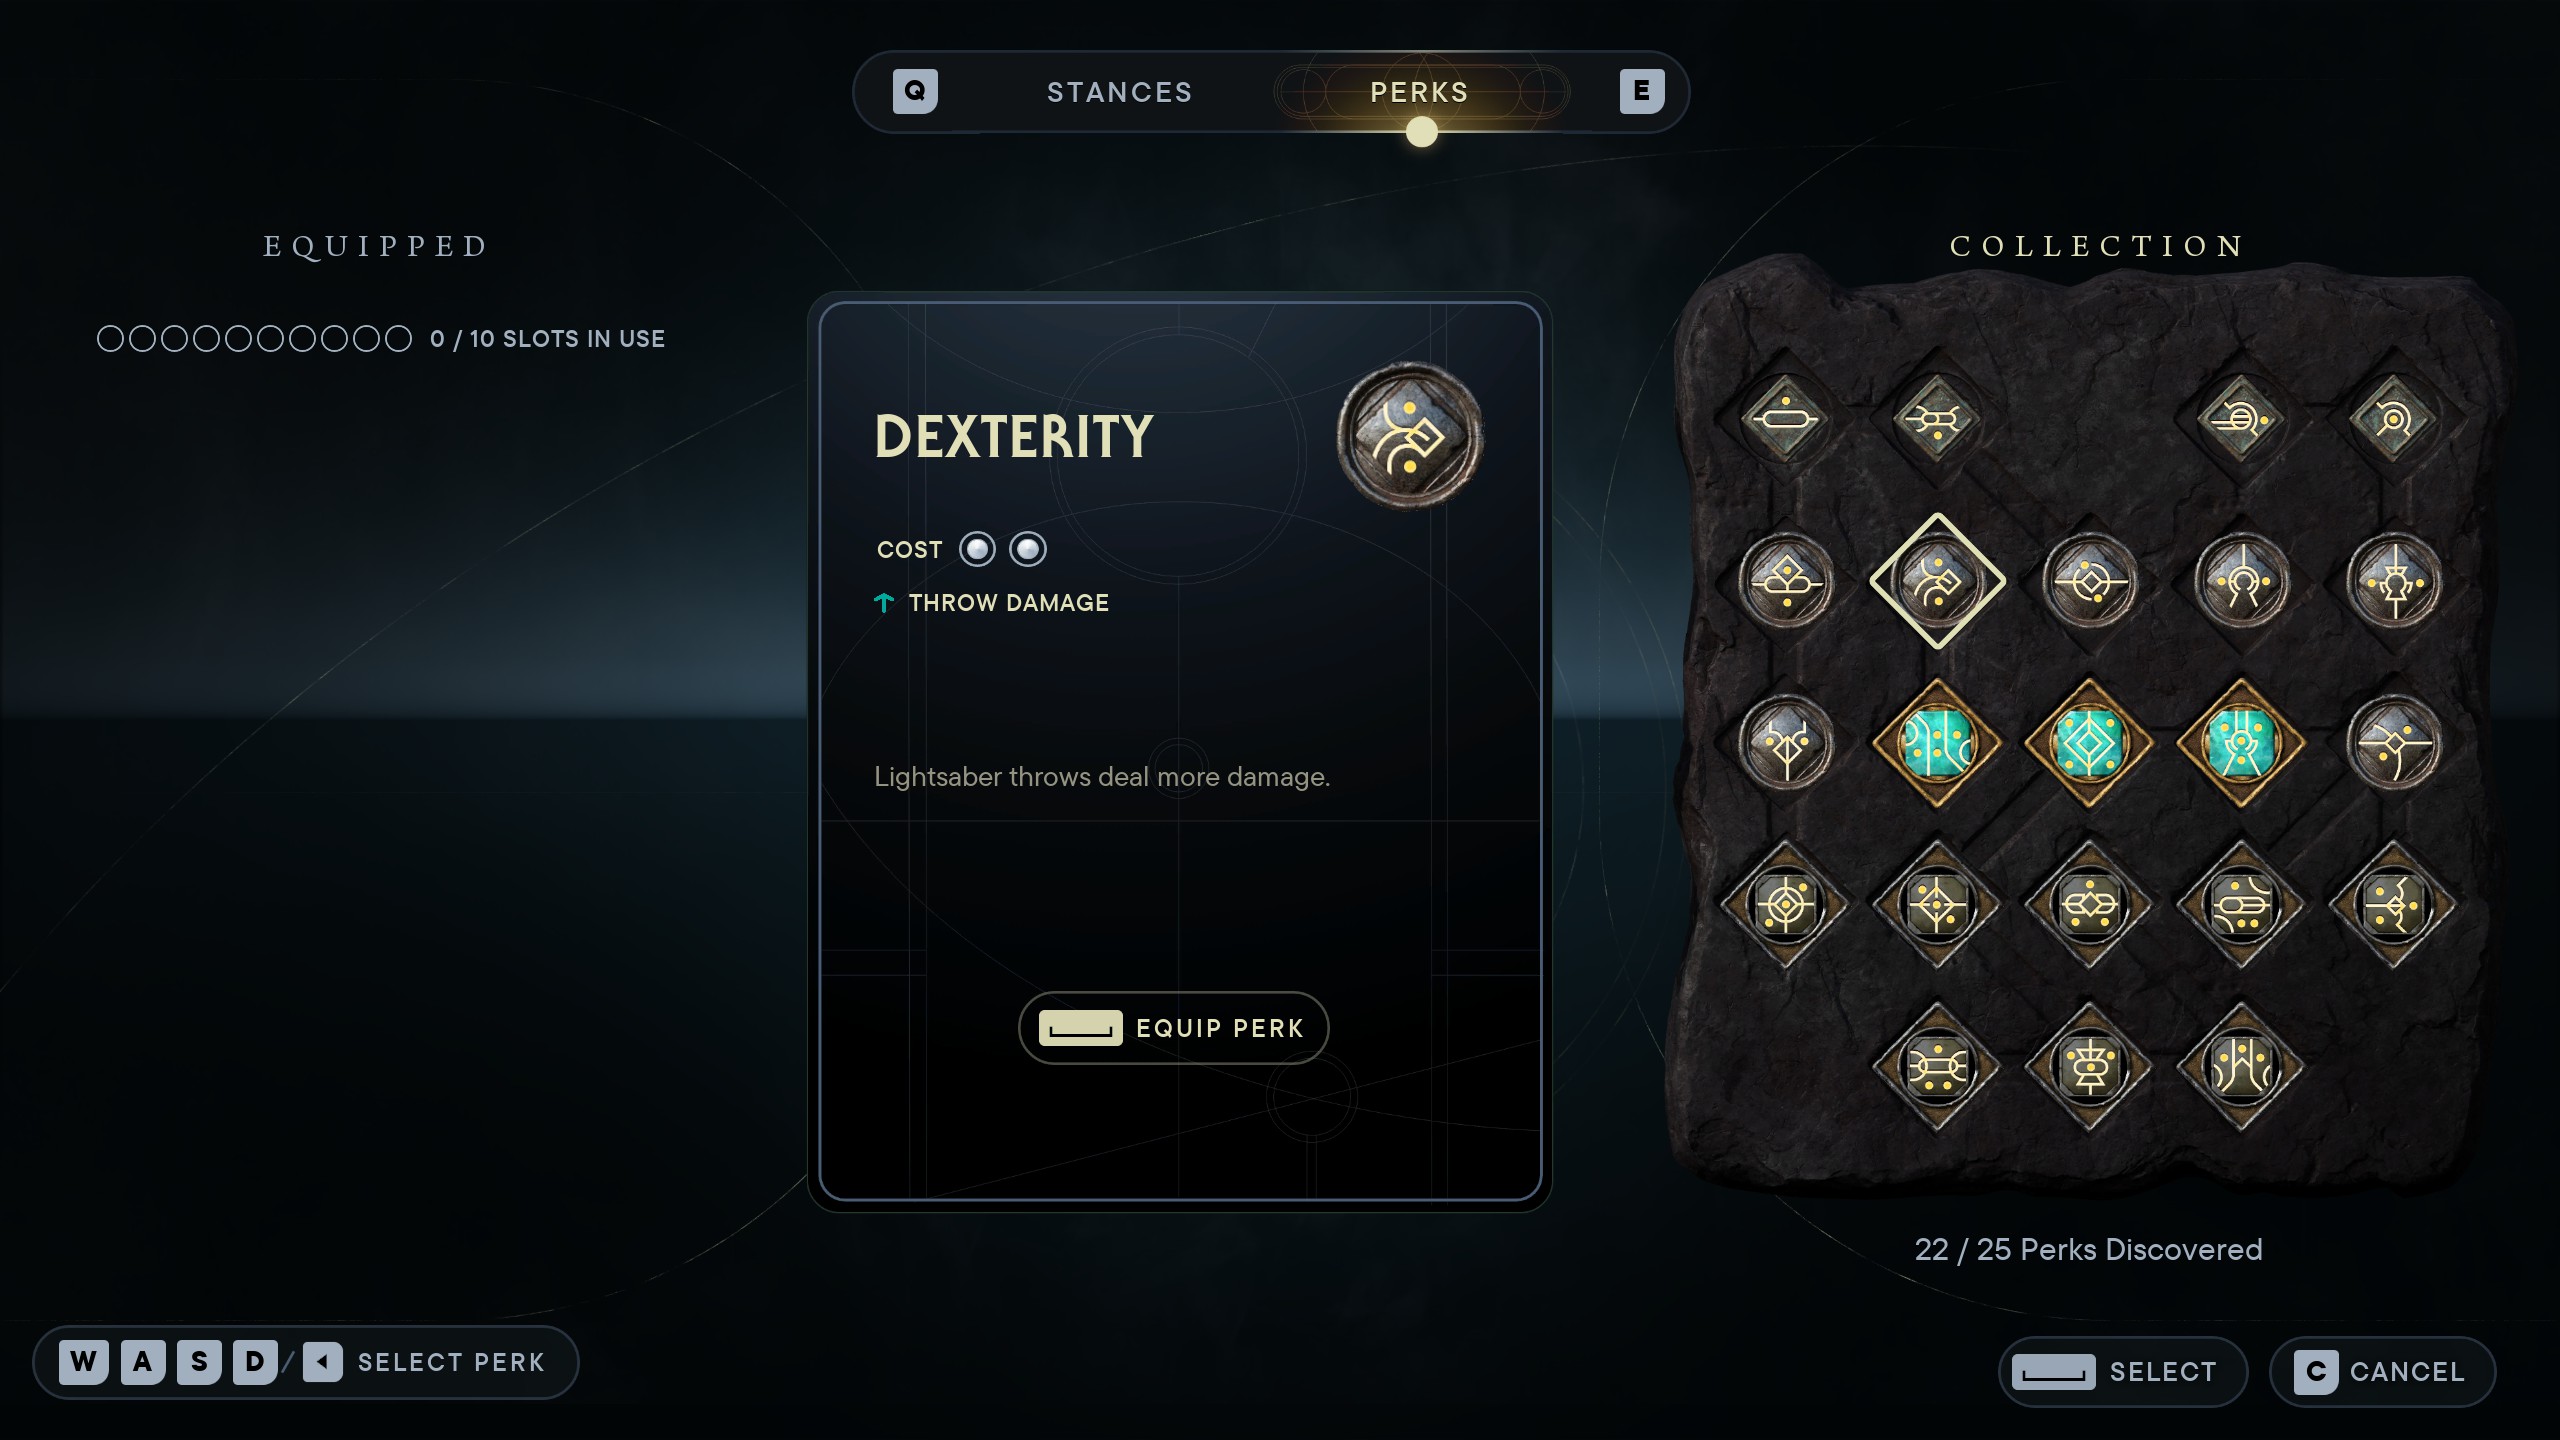 Q STANCES PERKS E
EQUIPPED
0 / 10 SLOTS IN USE
DEXTERITY
COST
THROW DAMAGE
Lightsaber throws deal more damage.
EQUIP PERK
COLLECTION
22 / 25 Perks Discovered
W A S D / SELECT PERK
SELECT
C CANCEL